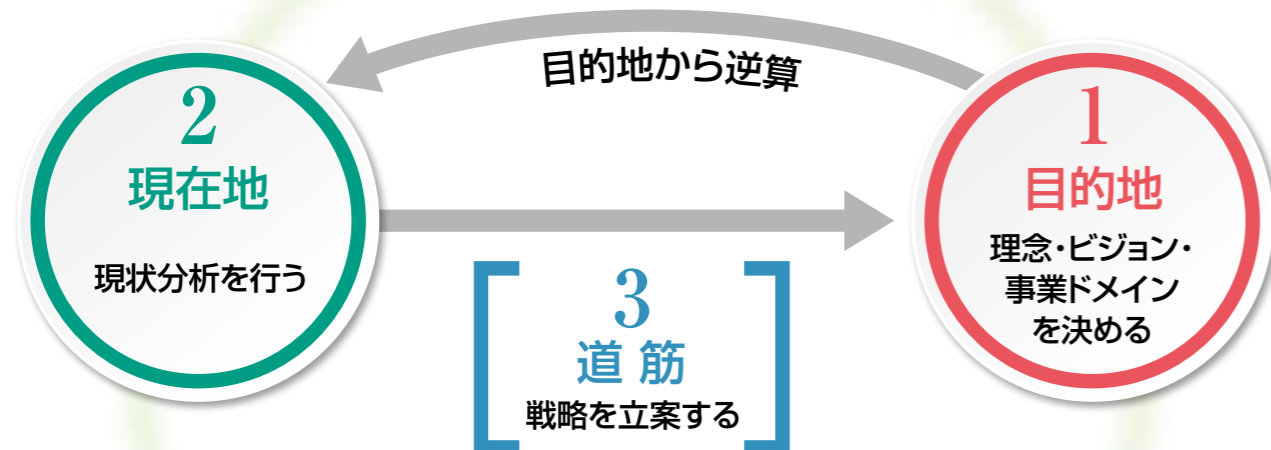 目的地から逆算
2
現在地
現状分析を行う
1
目的地
理念・ビジョン・
事業ドメイン
を決める
3
道 筋
戦略を立案する